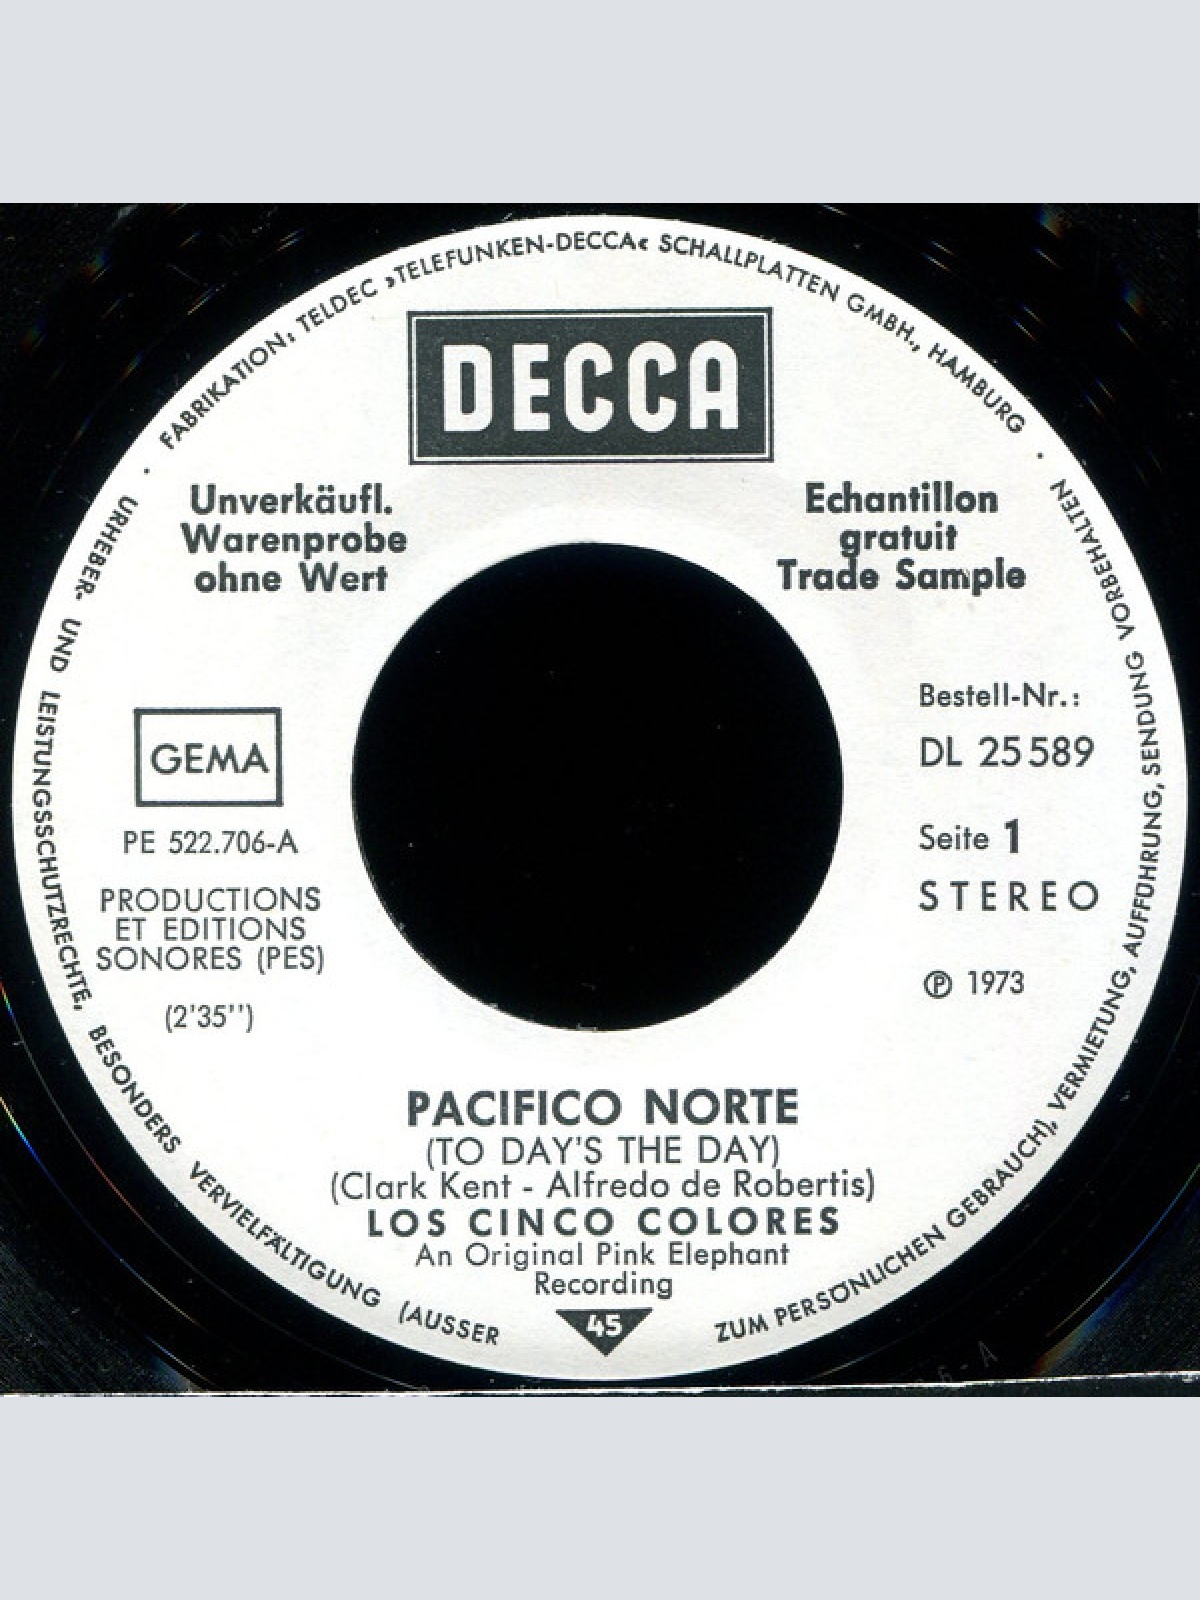 FABRIKATION: TELDEC »TELEFUNKEN-DECCA« SCHALLPLATTEN GMBH., HAMBURG ·
DECCA
Unverkäufl.
Warenprobe
ohne Wert
Echantillon
gratuit
Trade Sample
GEMA
PE 522.706-A
PRODUCTIONS
ET EDITIONS
SONORES (PES)
(2'35'')
Bestell-Nr.:
DL 25589
Seite 1
STEREO
℗ 1973
PACIFICO NORTE
(TO DAY'S THE DAY)
(Clark Kent - Alfredo de Robertis)
LOS CINCO COLORES
An Original Pink Elephant
Recording
45
· URHEBER- UND LEISTUNGSSCHUTZRECHTE, BESONDERS VERVIELFÄLTIGUNG (AUSSER ZUM PERSÖNLICHEN GEBRAUCH), VERMIETUNG, AUFFÜHRUNG, SENDUNG VORBEHALTEN